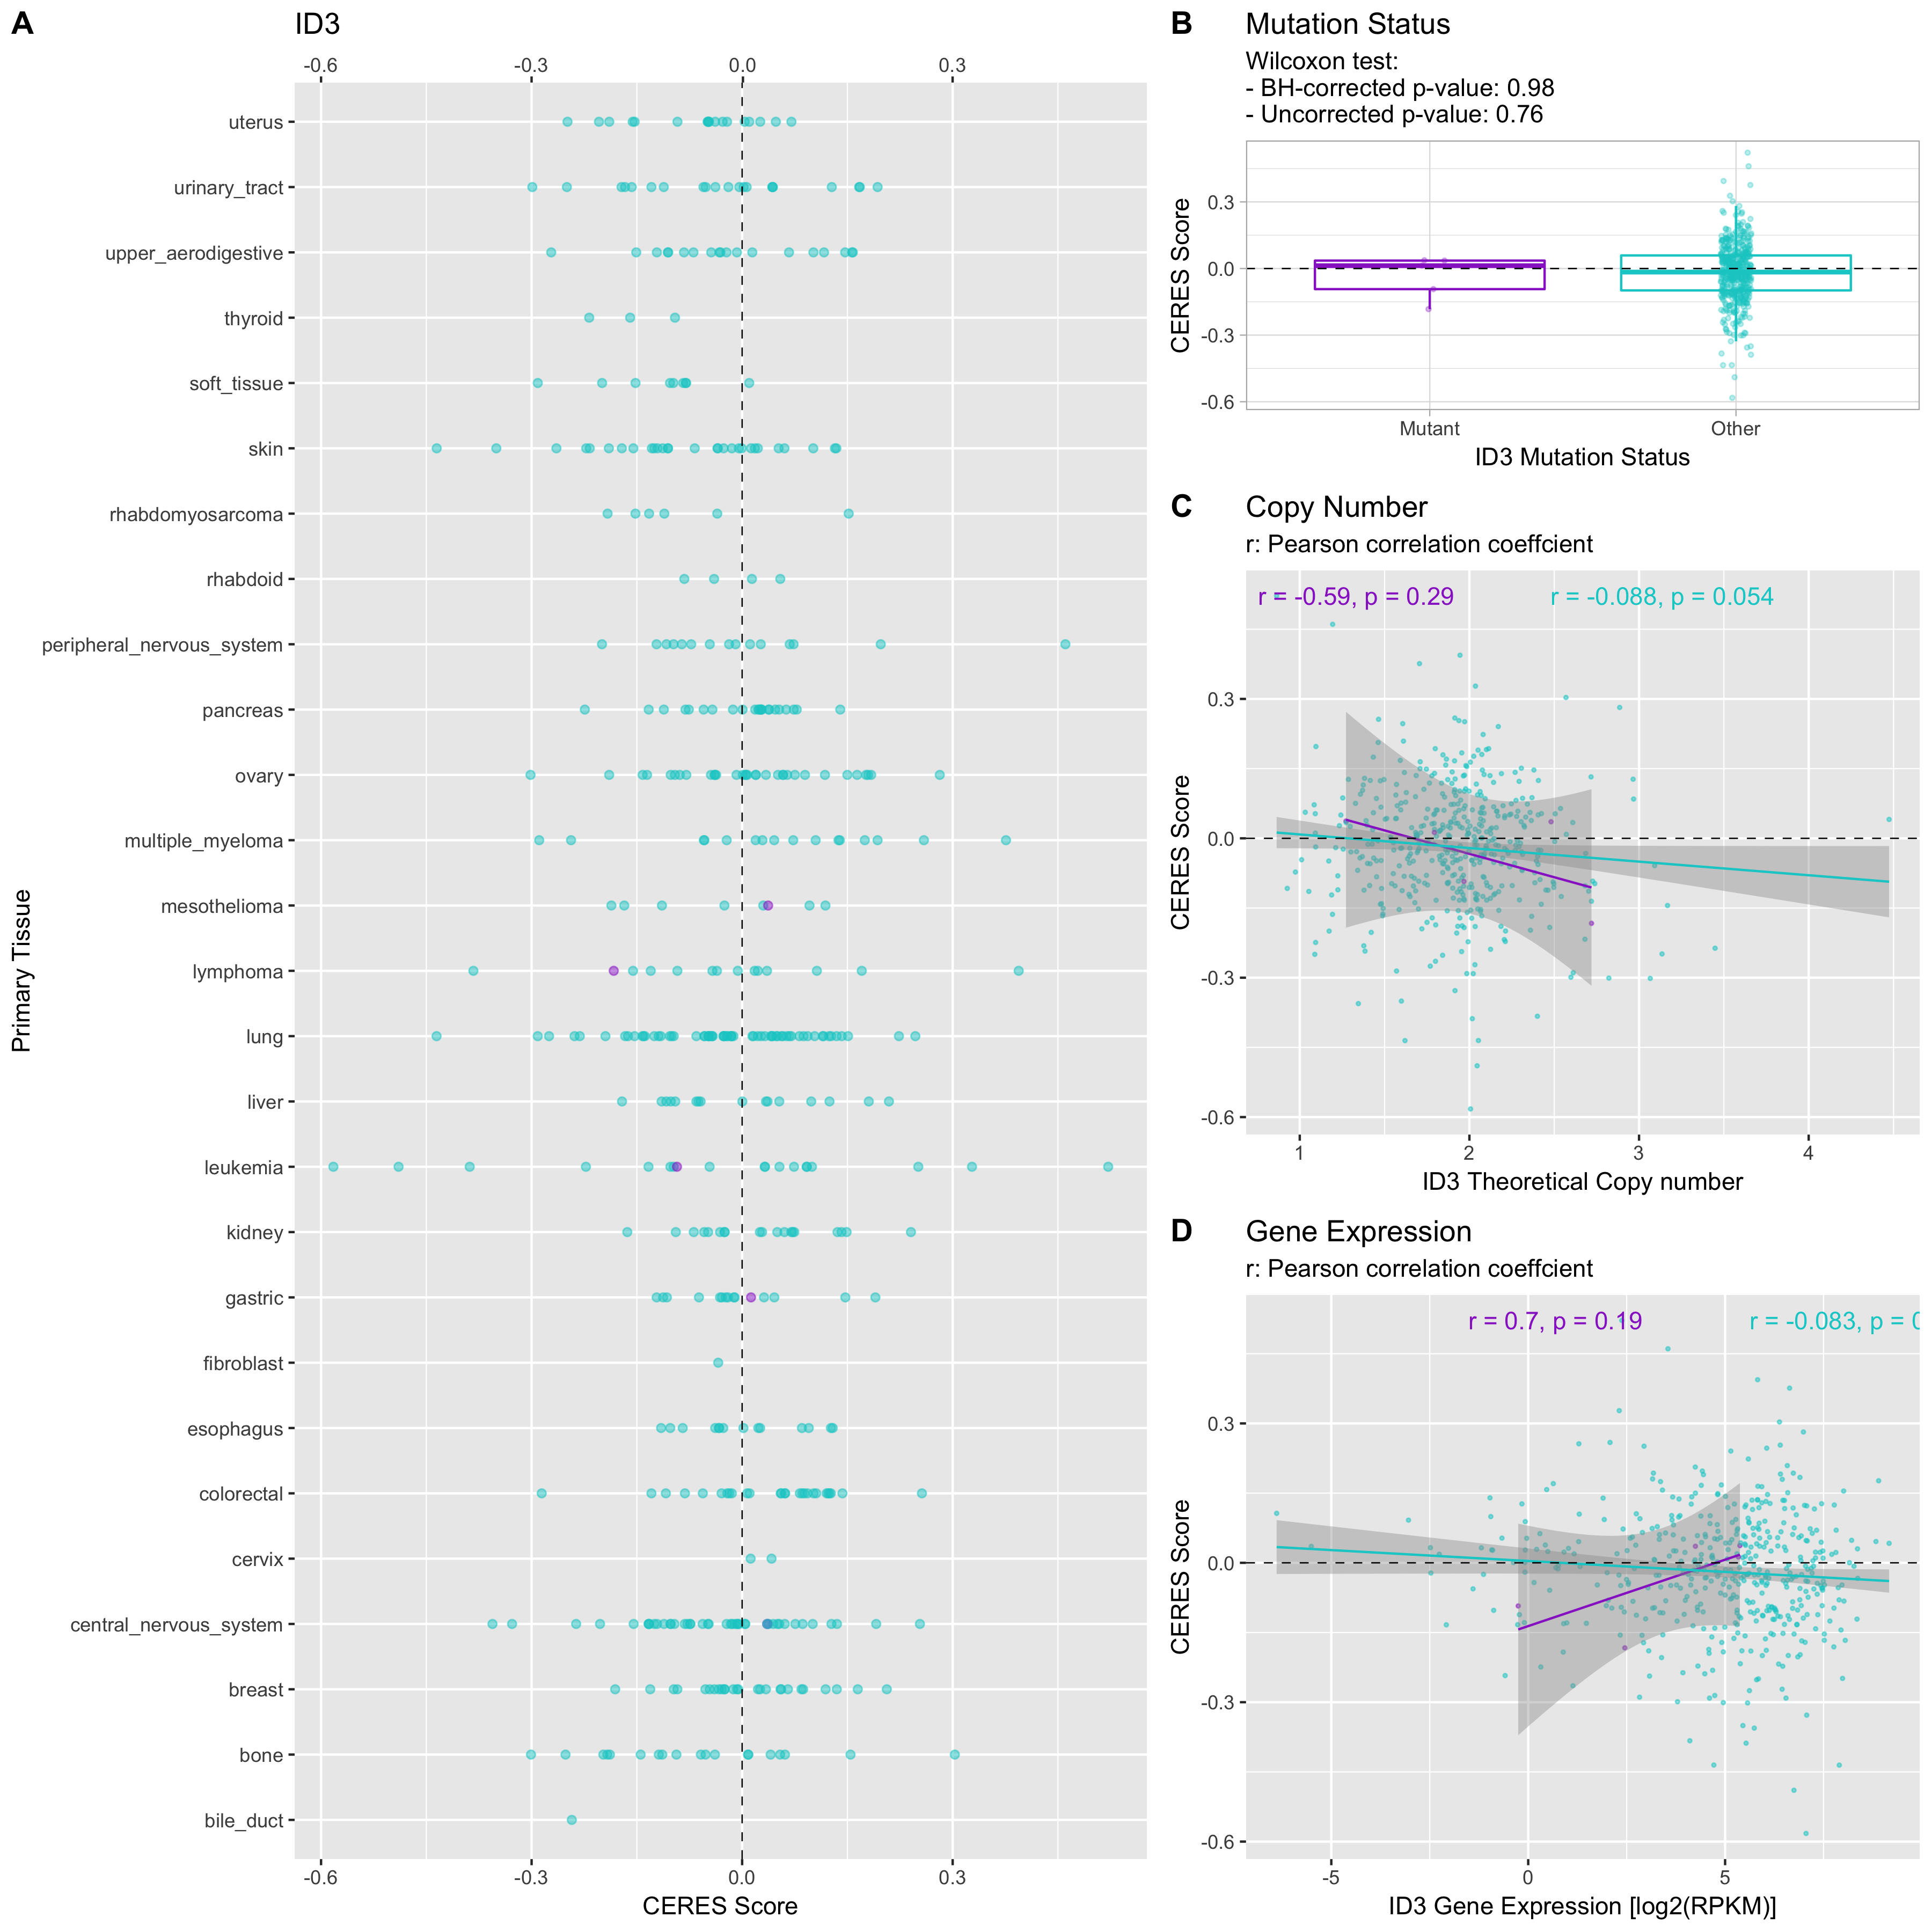 A
ID3
-0.6 -0.3 0.0 0.3
uterus
urinary_tract
upper_aerodigestive
thyroid
soft_tissue
skin
rhabdomyosarcoma
rhabdoid
peripheral_nervous_system
pancreas
ovary
multiple_myeloma
mesothelioma
lymphoma
lung
liver
leukemia
kidney
gastric
fibroblast
esophagus
colorectal
cervix
central_nervous_system
breast
bone
bile_duct
Primary Tissue
-0.6 -0.3 0.0 0.3
CERES Score
B
Mutation Status
Wilcoxon test:
- BH-corrected p-value: 0.98
- Uncorrected p-value: 0.76
CERES Score
0.3
0.0
-0.3
-0.6
Mutant Other
ID3 Mutation Status
C
Copy Number
r: Pearson correlation coeffcient
r = -0.59, p = 0.29 r = -0.088, p = 0.054
CERES Score
0.3
0.0
-0.3
-0.6
1 2 3 4
ID3 Theoretical Copy number
D
Gene Expression
r: Pearson correlation coeffcient
r = 0.7, p = 0.19 r = -0.083, p = 
CERES Score
0.3
0.0
-0.3
-0.6
-5 0 5
ID3 Gene Expression [log2(RPKM)]